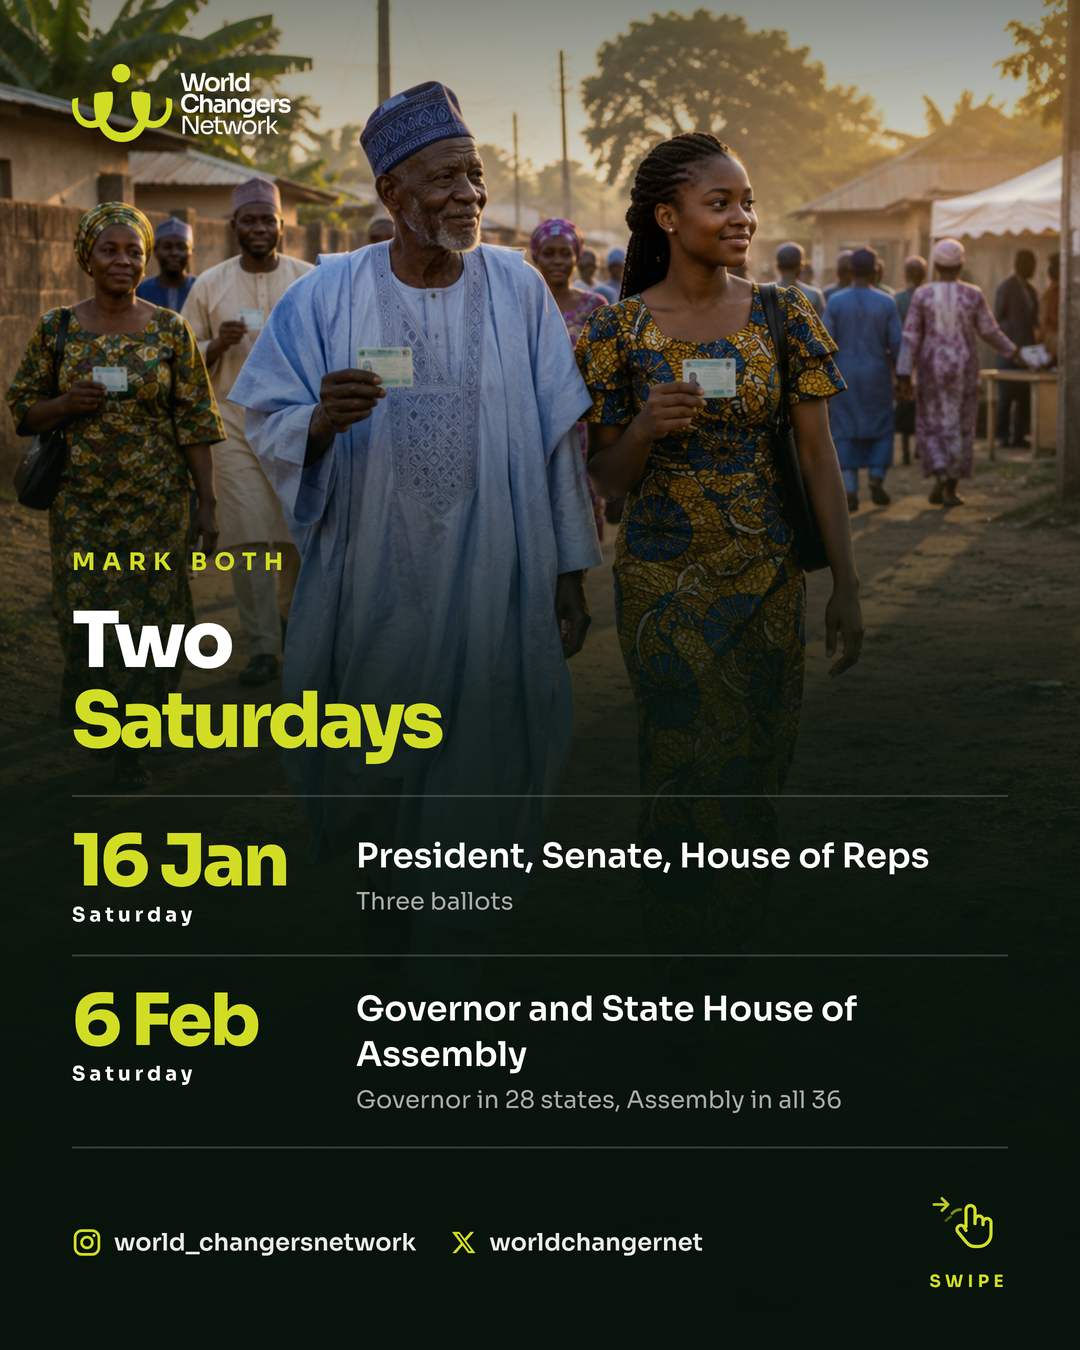 World
Changers
Network
MARK BOTH
Two
Saturdays
16 Jan
Saturday
President, Senate, House of Reps
Three ballots
6 Feb
Saturday
Governor and State House of
Assembly
Governor in 28 states, Assembly in all 36
world_changersnetwork
worldchangernet
SWIPE